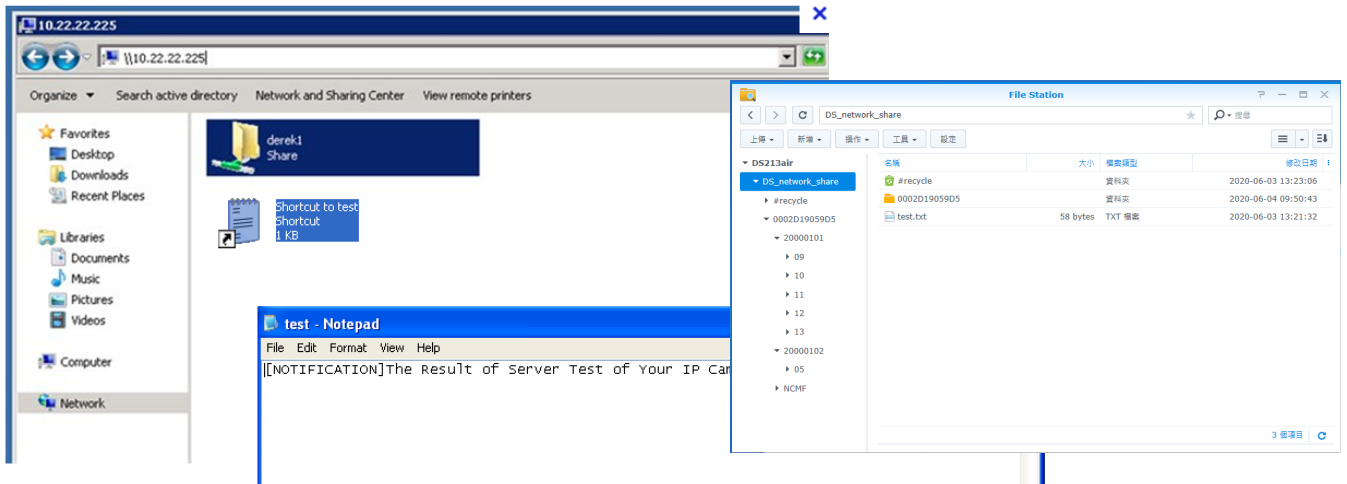 10.22.22.225
\\10.22.22.225
Organize Search active directory Network and Sharing Center View remote printers
Favorites
Desktop
Downloads
Recent Places
Libraries
Documents
Music
Pictures
Videos
Computer
Network
derek1
Share
Shortcut to test
Shortcut
1 KB
test - Notepad
File Edit Format View Help
[NOTIFICATION]The Result of Server Test of Your IP Cam
File Station
DS_network_share
搜尋
上傳 新增 操作 工具 設定
DS213air
DS_network_share
#recycle
0002D19059D5
20000101
09
10
11
12
13
20000102
05
NCMF
名稱 大小 檔案類型 修改日期
#recycle 資料夾 2020-06-03 13:23:06
0002D19059D5 資料夾 2020-06-04 09:50:43
test.txt 58 bytes TXT 檔案 2020-06-03 13:21:32
3 個項目